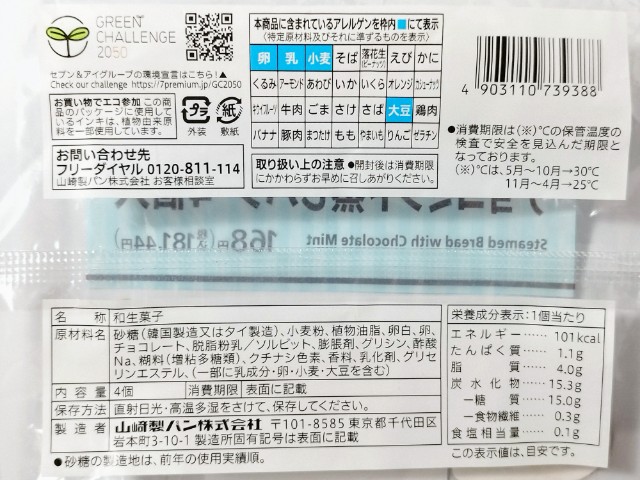 GREEN
CHALLENGE
2050
セブン&アイグループの環境宣言はこちら!▲
Check our challenge https://7premium.jp/GC2050
お買い物でエコ参加 この商
品のパッケージに使用して
いるインキは、植物由来原
料を一部使用しています。
プラ 外装
紙 敷紙
お問い合わせ先
フリーダイヤル 0120-811-114
山崎製パン株式会社 お客様相談室
本商品に含まれているアレルゲンを枠内■にて表示
(特定原材料及びそれに準ずるものを表示)
卵 乳 小麦 そば 落花生(ピーナッツ) えび かに
くるみ アーモンド あわび いか いくら オレンジ カシューナッツ
キウイフルーツ 牛肉 ごま さけ さば 大豆 鶏肉
バナナ 豚肉 まつたけ もも やまいも りんご ゼラチン
取り扱い上の注意 ●開封後は消費期限
にかかわらずお早めに召しあがりください。
4 903110 739388
●消費期限は(※)℃の保管温度の
検査で安全を見込んだ期限と
なっております。
(※)℃は、5月~10月→30℃
11月~4月→25℃
Steamed Bread with Chocolate Mint
168円(税込181.44円)
名 称 和生菓子
原材料名 砂糖(韓国製造又はタイ製造)、小麦粉、植物油脂、卵白、卵、
チョコレート、脱脂粉乳/ソルビット、膨脹剤、グリシン、酢酸
Na、糊料(増粘多糖類)、クチナシ色素、香料、乳化剤、グリセ
リンエステル、(一部に乳成分・卵・小麦・大豆を含む)
内 容 量 4個 消費期限 表面に記載
保存方法 直射日光・高温多湿をさけて、保存してください。
製 造 者 山崎製パン株式会社 〒101-8585 東京都千代田区
岩本町3-10-1 製造所固有記号は表面に記載
●砂糖の製造地は、前年の使用実績順。
栄養成分表示:1個当たり
エネルギー…… 101kcal
たんぱく質…… 1.1g
脂 質…… 4.0g
炭水化物…… 15.3g
-糖 質…… 15.0g
-食物繊維…… 0.3g
食塩相当量…… 0.1g
この表示値は、目安です。